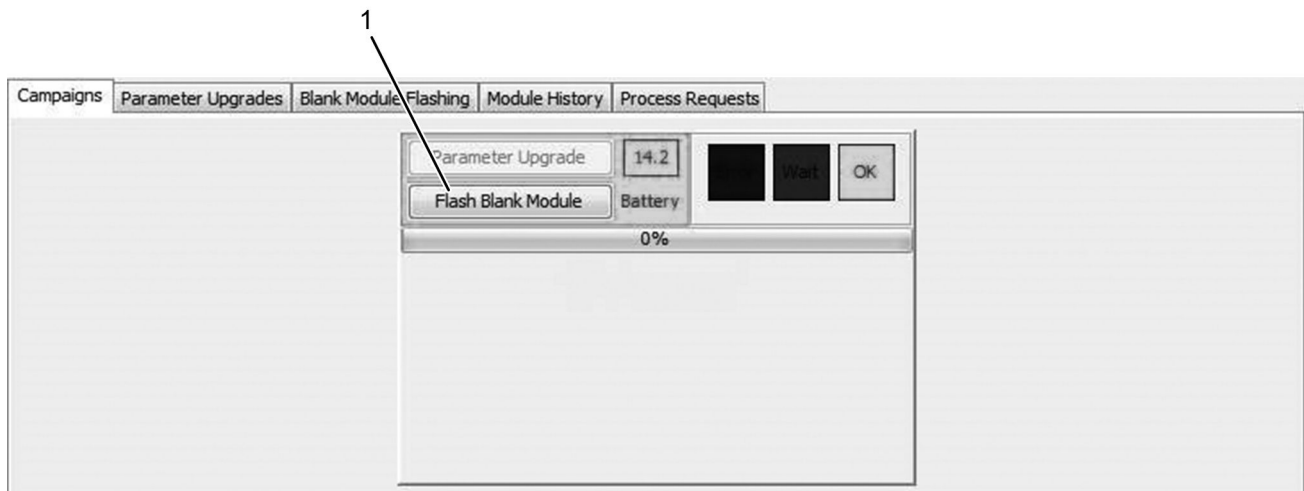 1
Campaigns Parameter Upgrades Blank Module Flashing Module History Process Requests
Parameter Upgrade 14.2 Wait OK
Flash Blank Module Battery
0%